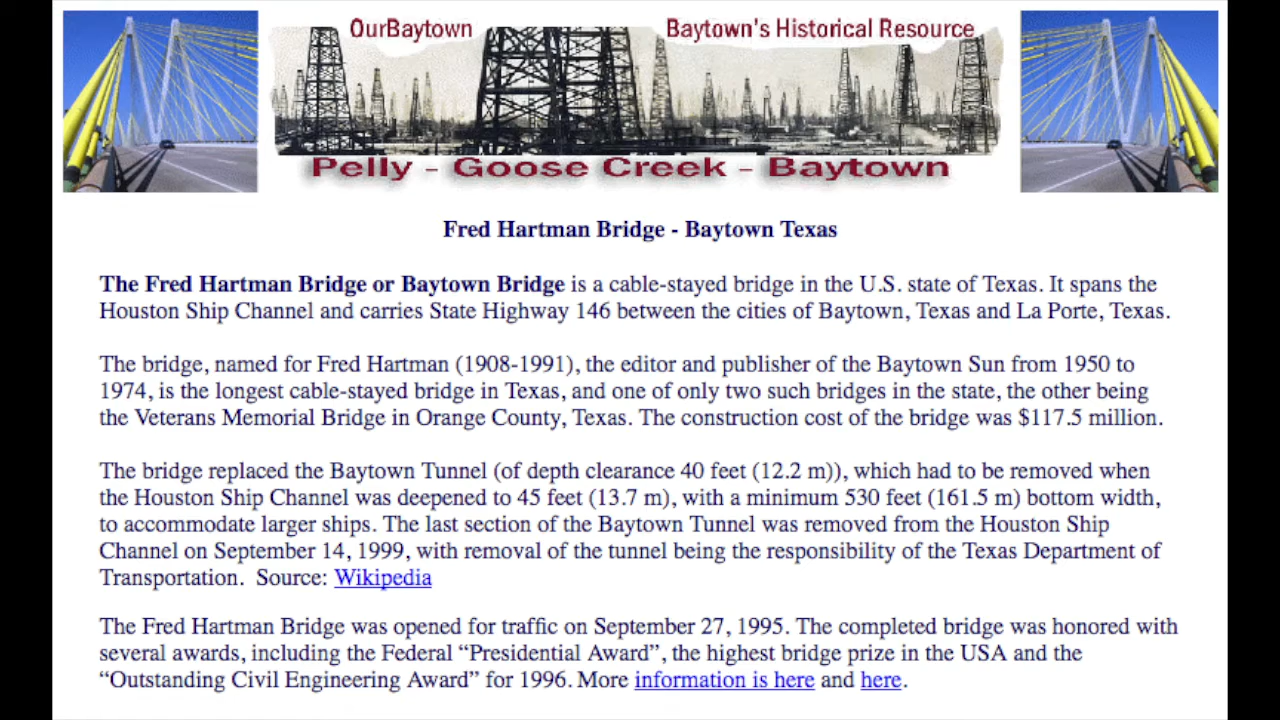 OurBaytown
Baytown's Historical Resource
Pelly - Goose Creek - Baytown
Fred Hartman Bridge - Baytown Texas
The Fred Hartman Bridge or Baytown Bridge is a cable-stayed bridge in the U.S. state of Texas. It spans the
Houston Ship Channel and carries State Highway 146 between the cities of Baytown, Texas and La Porte, Texas.
The bridge, named for Fred Hartman (1908-1991), the editor and publisher of the Baytown Sun from 1950 to
1974, is the longest cable-stayed bridge in Texas, and one of only two such bridges in the state, the other being
the Veterans Memorial Bridge in Orange County, Texas. The construction cost of the bridge was $117.5 million.
The bridge replaced the Baytown Tunnel (of depth clearance 40 feet (12.2 m)), which had to be removed when
the Houston Ship Channel was deepened to 45 feet (13.7 m), with a minimum 530 feet (161.5 m) bottom width,
to accommodate larger ships. The last section of the Baytown Tunnel was removed from the Houston Ship
Channel on September 14, 1999, with removal of the tunnel being the responsibility of the Texas Department of
Transportation. Source: Wikipedia
The Fred Hartman Bridge was opened for traffic on September 27, 1995. The completed bridge was honored with
several awards, including the Federal “Presidential Award”, the highest bridge prize in the USA and the
“Outstanding Civil Engineering Award” for 1996. More information is here and here.